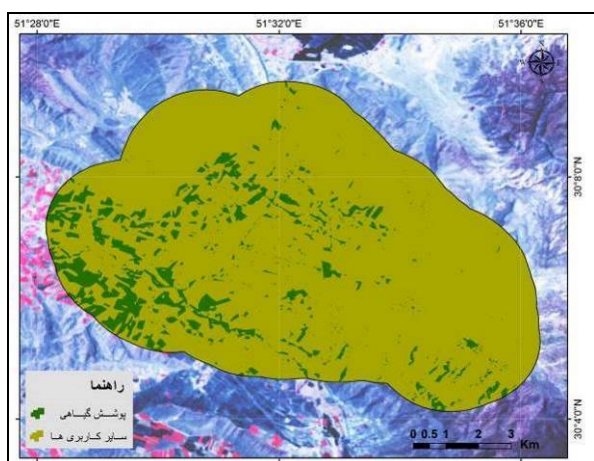 51°28'0"E
51°32'0"E
51°36'0"E
N
W
30°8'0"N
30°4'0"N
راهنما
پوشش گیاهی
سایر کاربری ها
0 0.5 1 2 3
Km